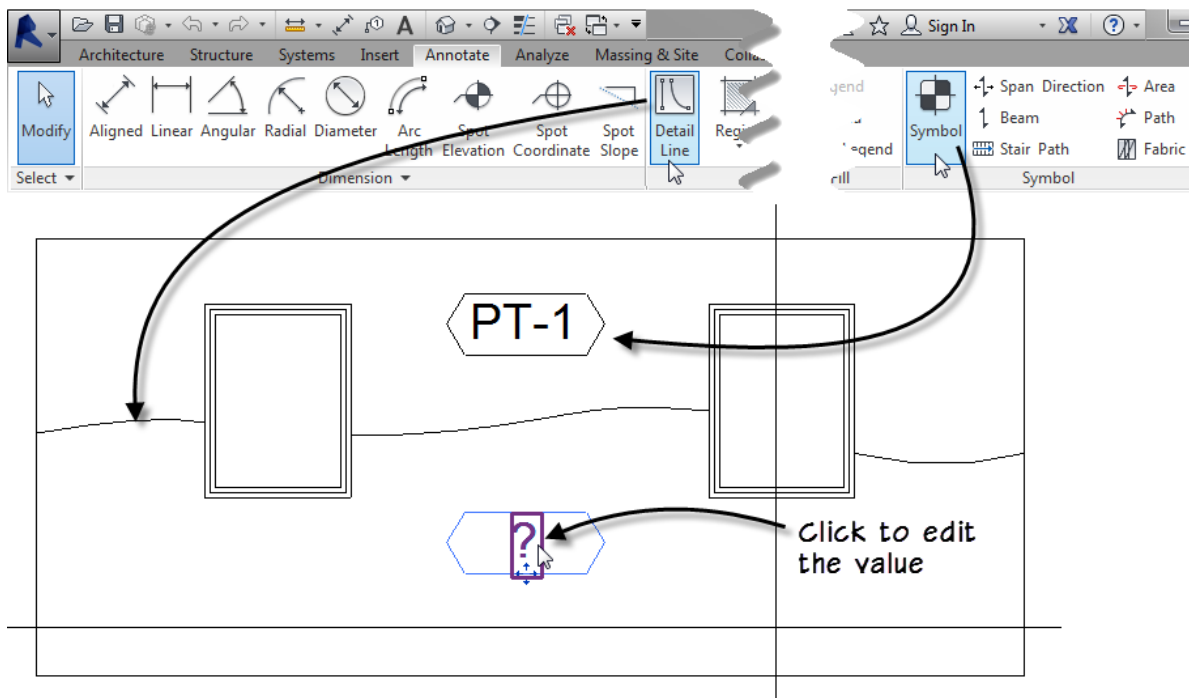 Sign In
Architecture Structure Systems Insert Annotate Analyze Massing & Site
Modify Aligned Linear Angular Radial Diameter Arc Length Spot Elevation Spot Coordinate Spot Slope Detail Line
Symbol
Span Direction
Area
Beam
Path
Stair Path
Fabric
Select Dimension Symbol
PT-1
?
Click to edit
the value